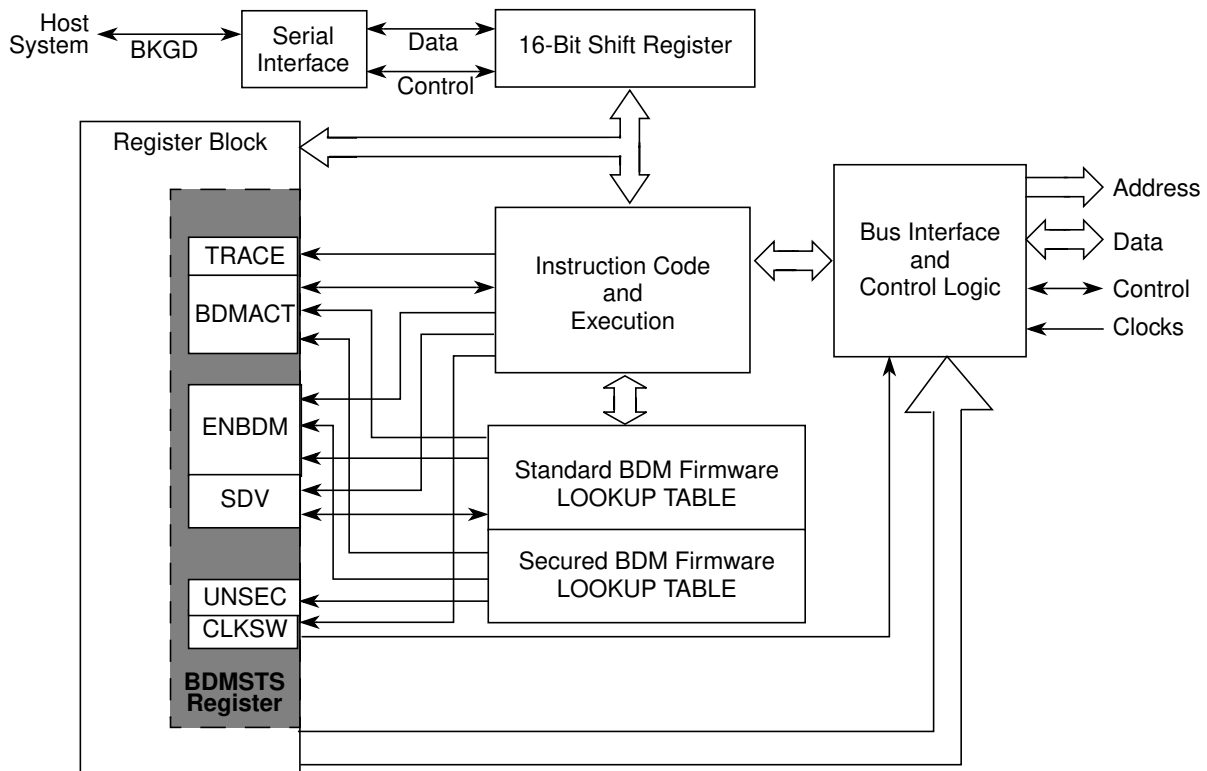 Host
System
BKGD
Serial
Interface
Data
Control
16-Bit Shift Register
Register Block
TRACE
BDMACT
ENBDM
SDV
UNSEC
CLKSW
BDMSTS
Register
Instruction Code
and
Execution
Standard BDM Firmware
LOOKUP TABLE
Secured BDM Firmware
LOOKUP TABLE
Bus Interface
and
Control Logic
Address
Data
Control
Clocks